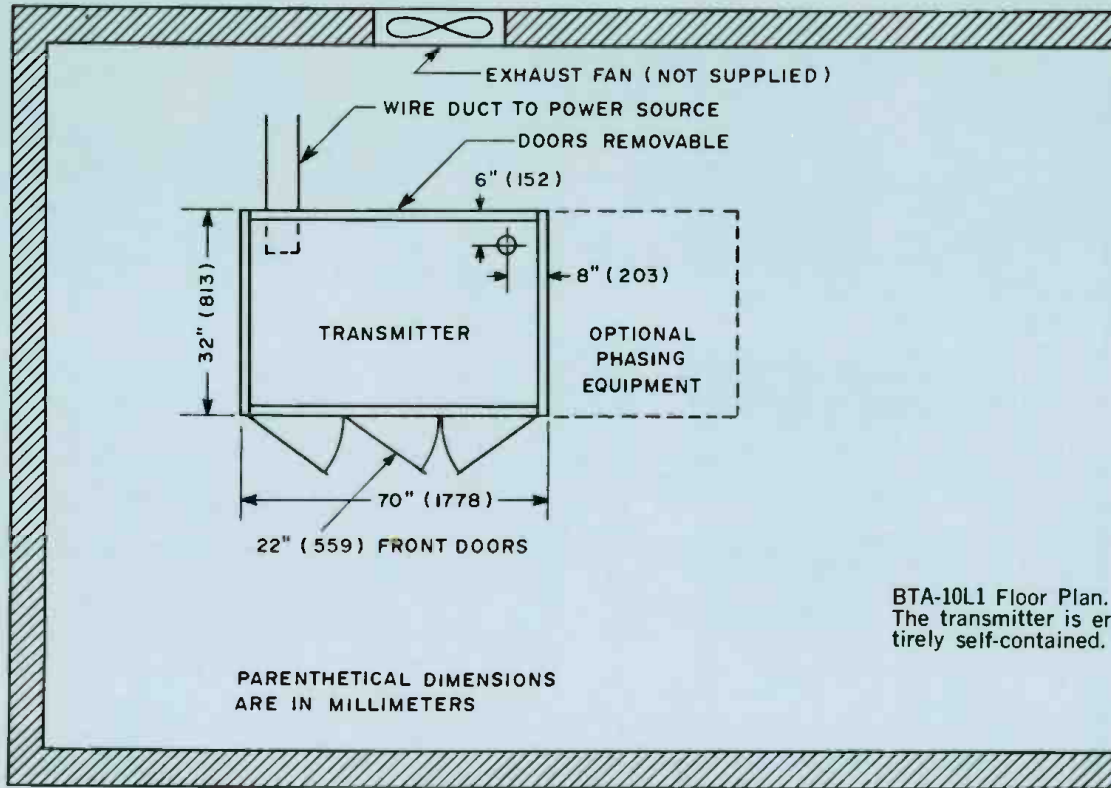 EXHAUST FAN (NOT SUPPLIED)
WIRE DUCT TO POWER SOURCE
DOORS REMOVABLE
6" (152)
8" (203)
32" (813)
TRANSMITTER
OPTIONAL
PHASING
EQUIPMENT
70" (1778)
22" (559) FRONT DOORS
BTA-10L1 Floor Plan.
The transmitter is en
tirely self-contained.
PARENTHETICAL DIMENSIONS
ARE IN MILLIMETERS